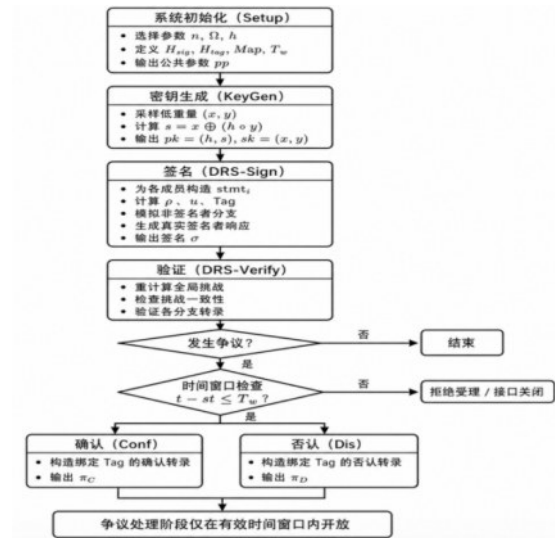 系统初始化（Setup）
• 选择参数 n, Ω, h
• 定义 H_{sig}, H_{tag}, Map, T_w
• 输出公共参数 pp
密钥生成（KeyGen）
• 采样低重量 (x, y)
• 计算 s = x ⊕ (h ∘ y)
• 输出 pk = (h, s), sk = (x, y)
签名（DRS-Sign）
• 为各成员构造 stmt_i
• 计算 ρ、u、Tag
• 模拟非签名者分支
• 生成真实签名者响应
• 输出签名 σ
验证（DRS-Verify）
• 重计算全局挑战
• 检查挑战一致性
• 验证各分支转录
发生争议？
否
结束
是
时间窗口检查
t − st ≤ T_w？
否
拒绝受理 / 接口关闭
是
确认（Conf）
• 构造绑定 Tag 的确认转录
• 输出 π_C
否认（Dis）
• 构造绑定 Tag 的否认转录
• 输出 π_D
争议处理阶段仅在有效时间窗口内开放